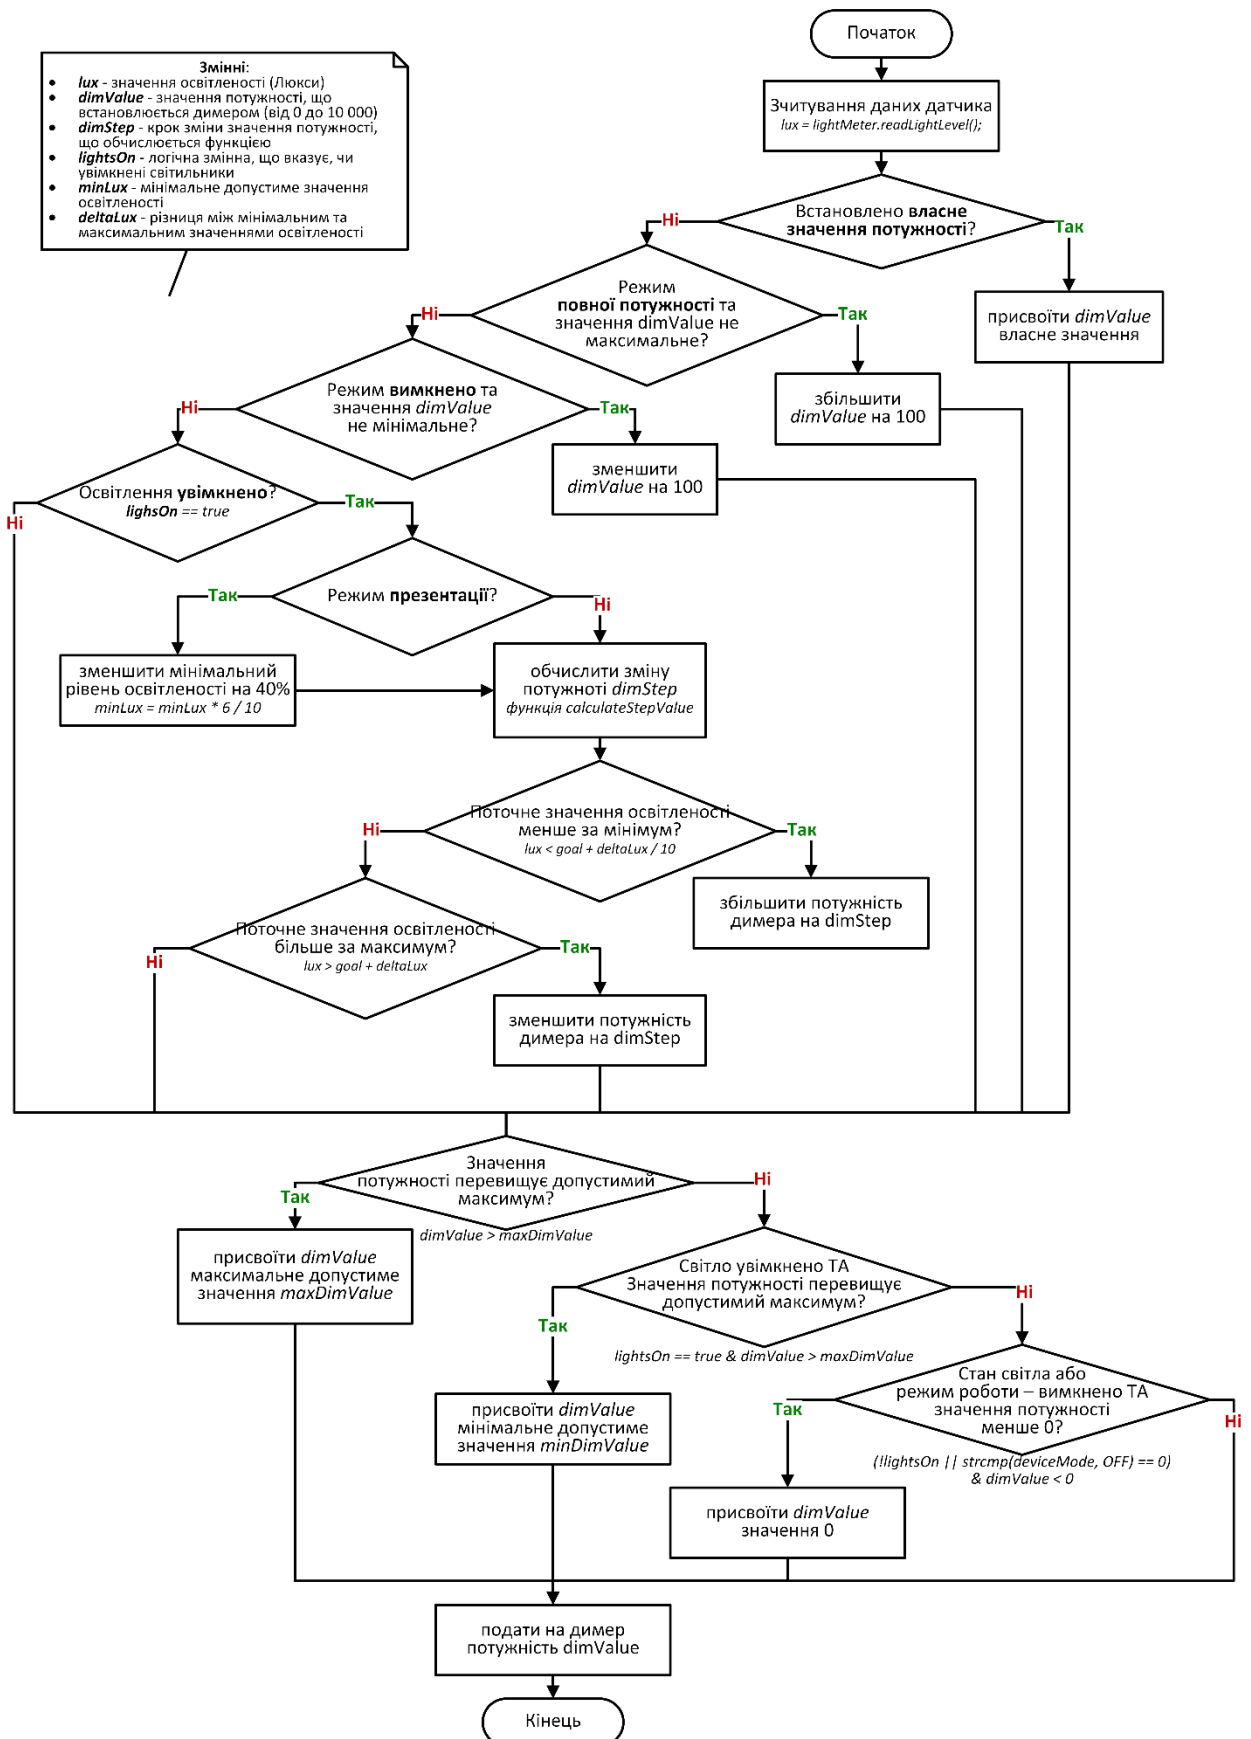 Початок
Змінні:
• lux - значення освітленості (Люкси)
• dimValue - значення потужності, що
встановлюється димером (від 0 до 10 000)
• dimStep - крок зміни значення потужності,
що обчислюється функцією
• lightsOn - логічна змінна, що вказує, чи
увімкнені світильники
• minLux - мінімальне допустиме значення
освітленості
• deltaLux - різниця між мінімальним та
максимальним значеннями освітленості
Зчитування даних датчика
lux = lightMeter.readLightLevel();
Встановлено власне
значення потужності?
Ні
Так
Режим
повної потужності та
значення dimValue не
максимальне?
Ні
Так
присвоїти dimValue
власне значення
Режим вимкнено та
значення dimValue
не мінімальне?
Ні
Так
збільшити
dimValue на 100
зменшити
dimValue на 100
Освітлення увімкнено?
lighsOn == true
Ні
Так
Режим презентації?
Так
Ні
зменшити мінімальний
рівень освітленості на 40%
minLux = minLux * 6 / 10
обчислити зміну
потужноті dimStep
функція calculateStepValue
Поточне значення освітленості
менше за мінімум?
lux < goal + deltaLux / 10
Ні
Так
збільшити потужність
димера на dimStep
Поточне значення освітленості
більше за максимум?
lux > goal + deltaLux
Ні
Так
зменшити потужність
димера на dimStep
Значення
потужності перевищує допустимий
максимум?
dimValue > maxDimValue
Так
Ні
присвоїти dimValue
максимальне допустиме
значення maxDimValue
Світло увімкнено ТА
Значення потужності перевищує
допустимий максимум?
lightsOn == true & dimValue > maxDimValue
Так
Ні
присвоїти dimValue
мінімальне допустиме
значення minDimValue
Стан світла або
режим роботи – вимкнено ТА
значення потужності
менше 0?
(!lightsOn || strcmp(deviceMode, OFF) == 0)
& dimValue < 0
Так
Ні
присвоїти dimValue
значення 0
подати на димер
потужність dimValue
Кінець